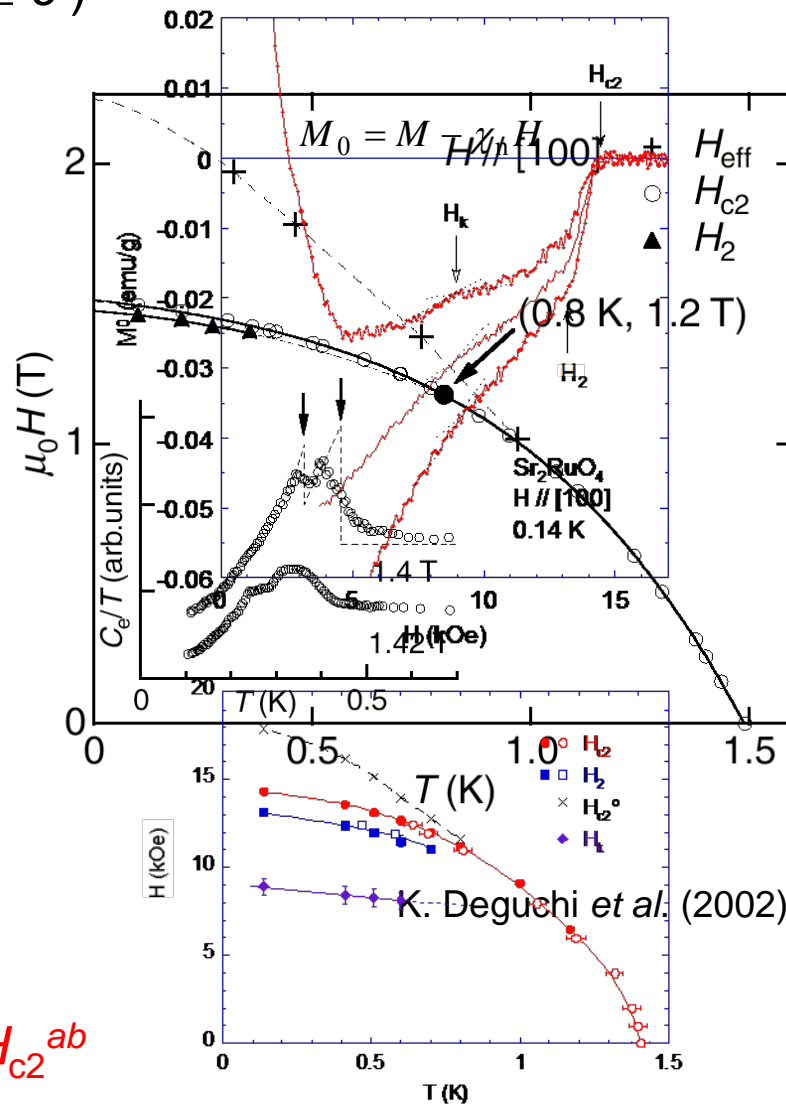 0.02
0.01
H_c2
M_0 = M − χ_n H
H // [100]
2
0
H_eff
H_c2
H_2
-0.01
H_k
M⁰ (emu/g)
-0.02
(0.8 K, 1.2 T)
-0.03
H_2
μ_0H (T)
1
-0.04
Sr_2RuO_4
H // [100]
0.14 K
-0.05
C_e/T (arb.units)
-0.06
1.4 T
0 5 10 15
H (kOe)
1.42 T
0 0.5
T (K)
0 0.5 1.0 1.5
T (K)
20
15
10
5
0
H (kOe)
H_c2
H_2
H_c2°
H_k
K. Deguchi et al. (2002)
0 0.5 1 1.5
T (K)
H_c2^ab